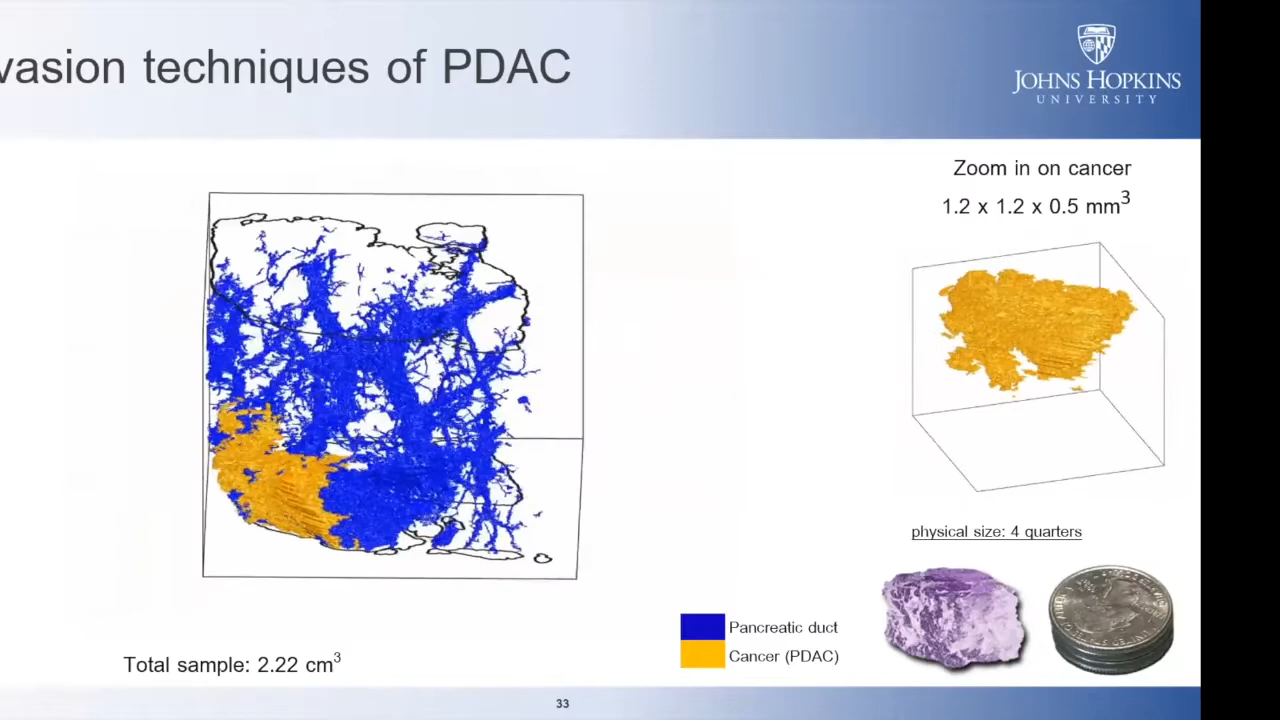 vasion techniques of PDAC
JOHNS HOPKINS
UNIVERSITY
Zoom in on cancer
1.2 x 1.2 x 0.5 mm³
physical size: 4 quarters
Pancreatic duct
Cancer (PDAC)
Total sample: 2.22 cm³
33